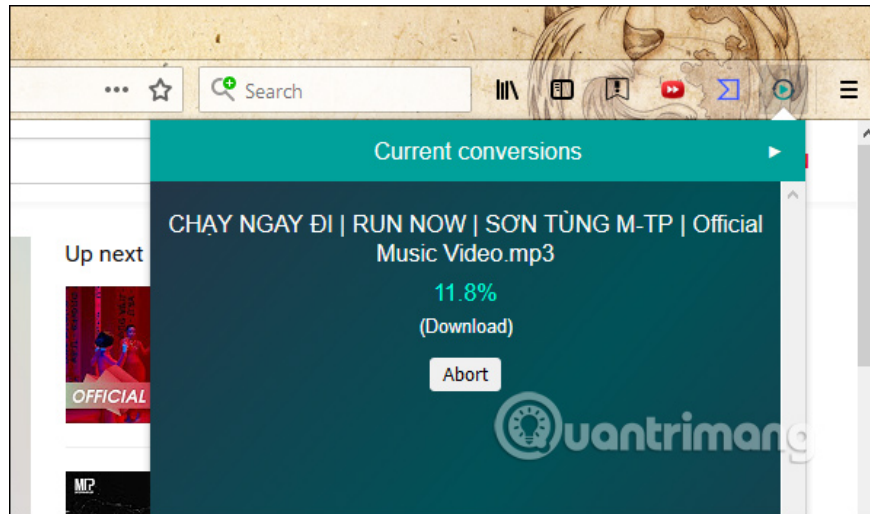 Search
Current conversions
CHẠY NGAY ĐI | RUN NOW | SƠN TÙNG M-TP | Official
Music Video.mp3
11.8%
(Download)
Abort
Up next
OFFICIAL
Quantrimang